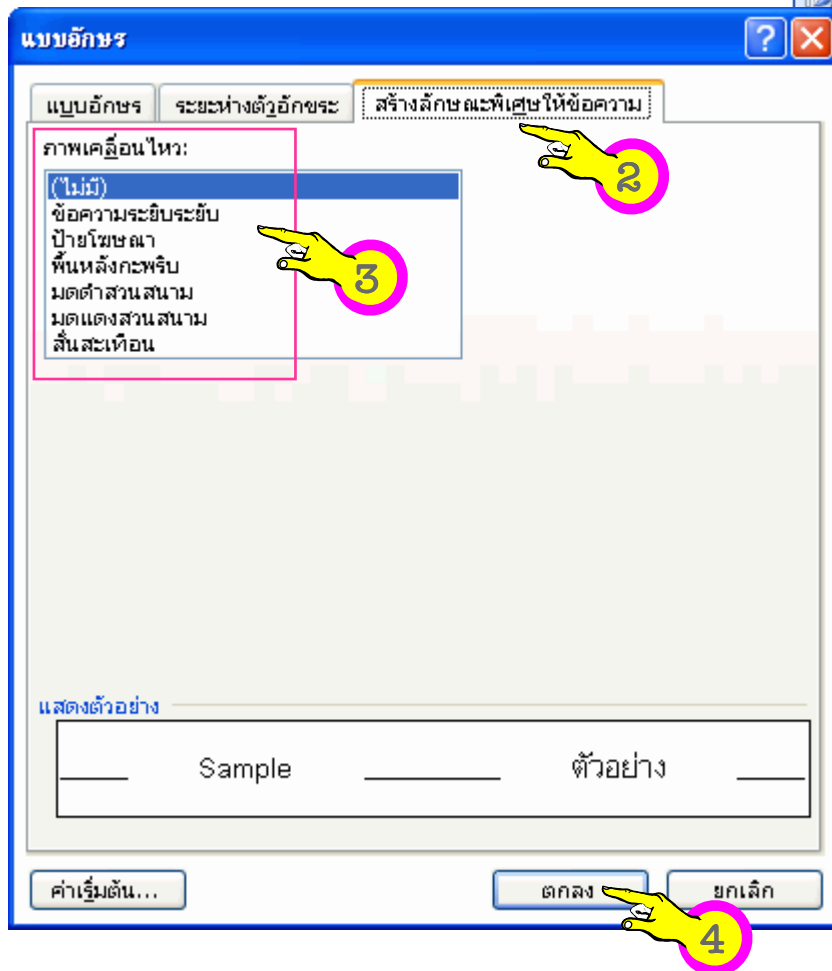 แบบอักษร
แบบอักษร ระยะห่างตัวอักขระ สร้างลักษณะพิเศษให้ข้อความ
2
ภาพเคลื่อนไหว:
(ไม่มี)
ข้อความระยิบระยับ
ป้ายโฆษณา
พื้นหลังกะพริบ
มดดำสวนสนาม
มดแดงสวนสนาม
สั่นสะเทือน
3
แสดงตัวอย่าง
Sample ตัวอย่าง
ค่าเริ่มต้น... ตกลง ยกเลิก
4